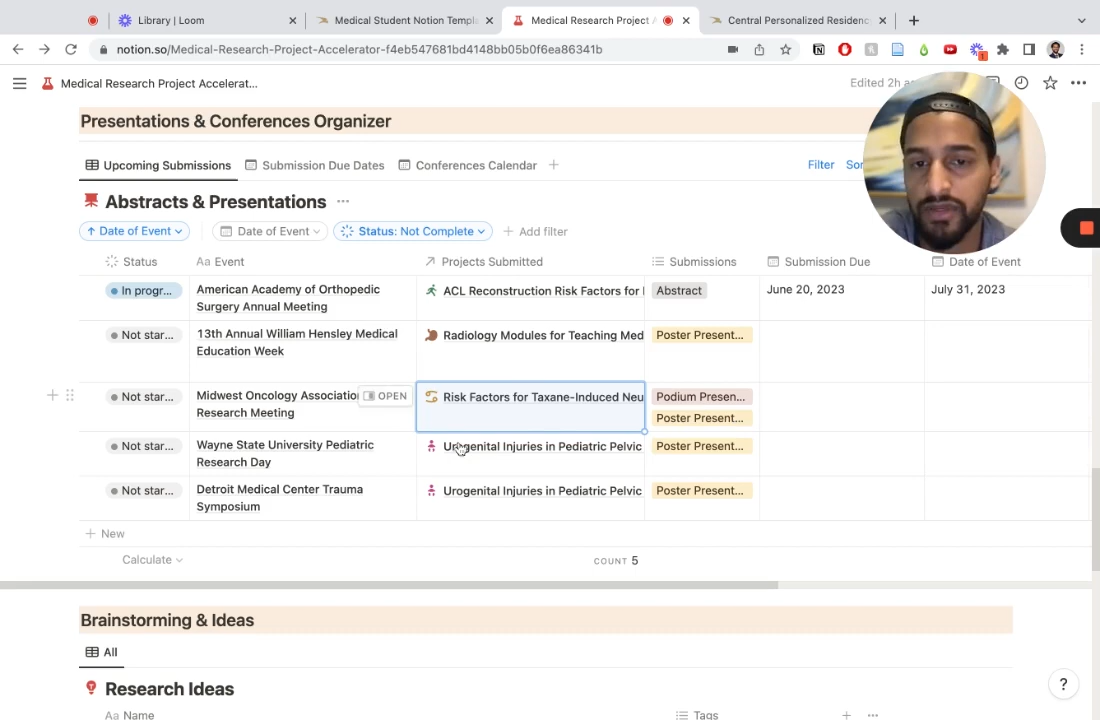 Library | Loom
Medical Student Notion Templa
Medical Research Project A
Central Personalized Residenc
notion.so/Medical-Research-Project-Accelerator-f4eb547681bd4148bb05b0f6ea86341b
1
Medical Research Project Accelerat...
Edited 2h
Presentations & Conferences Organizer
Upcoming Submissions
Submission Due Dates
Conferences Calendar
Filter
Sor
Abstracts & Presentations
Date of Event
Date of Event
Status: Not Complete
Add filter
Status
Aa Event
Projects Submitted
Submissions
Submission Due
Date of Event
In progr...
American Academy of Orthopedic
Surgery Annual Meeting
ACL Reconstruction Risk Factors for
Abstract
June 20, 2023
July 31, 2023
Not star...
13th Annual William Hensley Medical
Education Week
Radiology Modules for Teaching Med
Poster Present...
Not star...
Midwest Oncology Association
Research Meeting
OPEN
Risk Factors for Taxane-Induced Neu
Podium Presen...
Poster Present...
Not star...
Wayne State University Pediatric
Research Day
Urogenital Injuries in Pediatric Pelvic
Poster Present...
Not star...
Detroit Medical Center Trauma
Symposium
Urogenital Injuries in Pediatric Pelvic
Poster Present...
New
Calculate
COUNT 5
Brainstorming & Ideas
All
Research Ideas
Aa Name
Tags
?